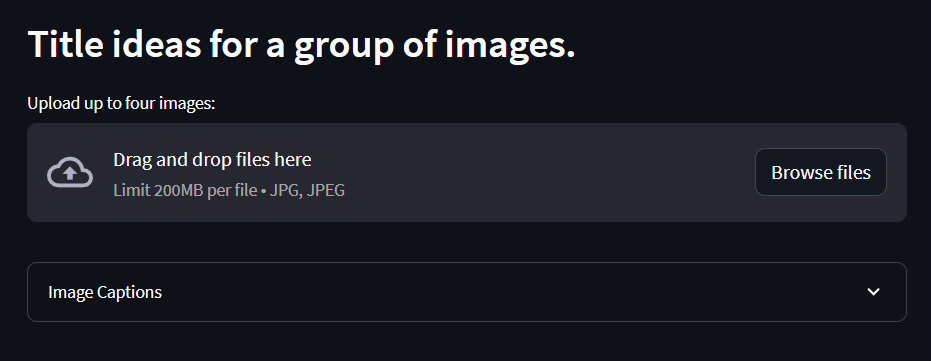 Title ideas for a group of images.
Upload up to four images:
Drag and drop files here
Limit 200MB per file • JPG, JPEG
Browse files
Image Captions